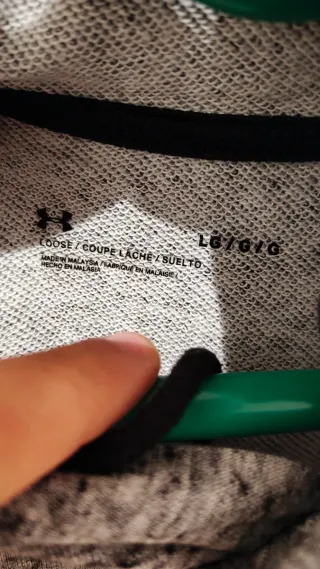 LG / G / G
LOOSE / COUPE LÂCHE / SUELTO
MADE IN MALAYSIA / FABRIQUÉ EN MALAISIE /
HECHO EN MALASIA